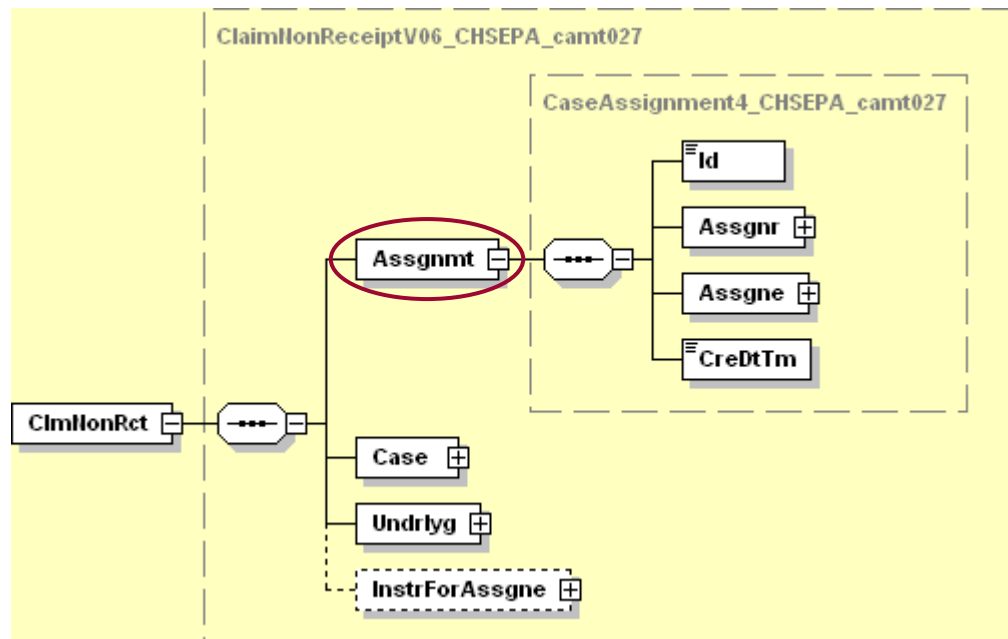 ClaimNonReceiptV06_CHSEPA_camt027
CaseAssignment4_CHSEPA_camt027
Id
Assgnr
Assgnmt
Assgne
CreDtTm
ClmNonRct
Case
Undrlyg
InstrForAssgne